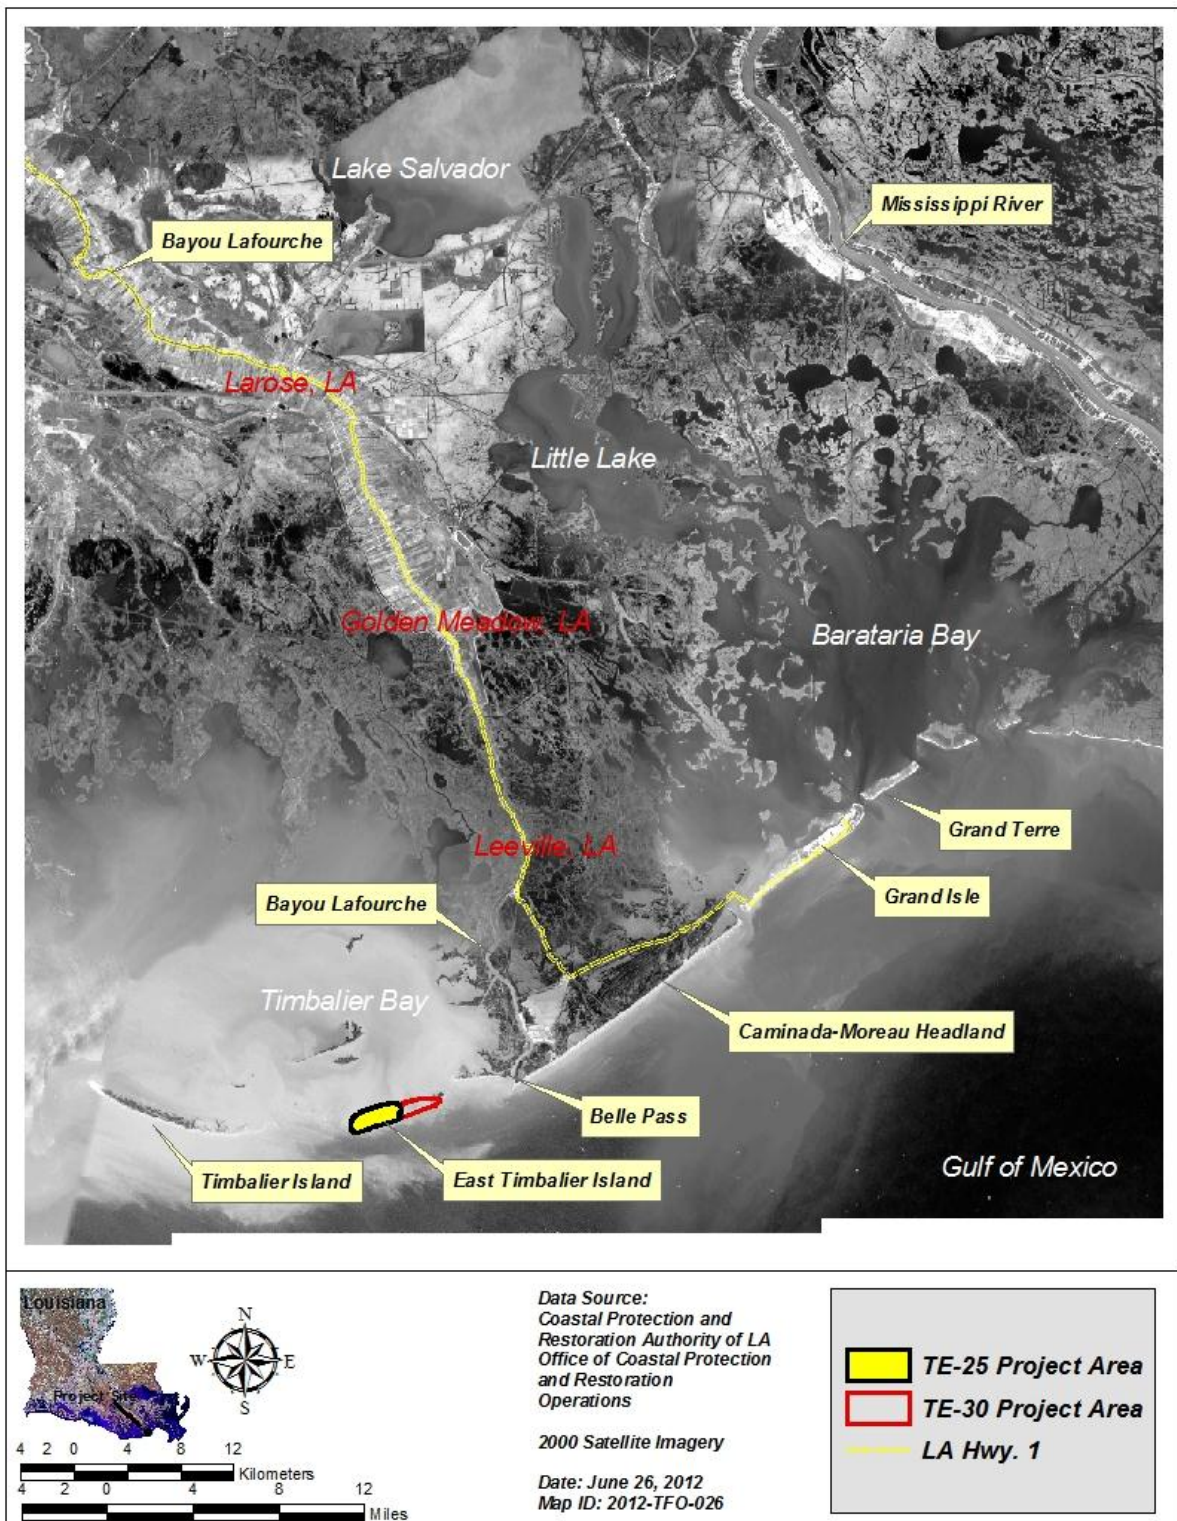 Lake Salvador
Mississippi River
Bayou Lafourche
Larose, LA
Little Lake
Golden Meadow, LA
Barataria Bay
Grand Terre
Leeville, LA
Grand Isle
Bayou Lafourche
Timbalier Bay
Caminada-Moreau Headland
Belle Pass
Gulf of Mexico
Timbalier Island
East Timbalier Island
Louisiana
Project Site
N
W
E
S
4 2 0 4 8 12
Kilometers
4 2 0 4 8 12
Miles
Data Source:
Coastal Protection and
Restoration Authority of LA
Office of Coastal Protection
and Restoration
Operations
2000 Satellite Imagery
Date: June 26, 2012
Map ID: 2012-TFO-026
TE-25 Project Area
TE-30 Project Area
LA Hwy. 1